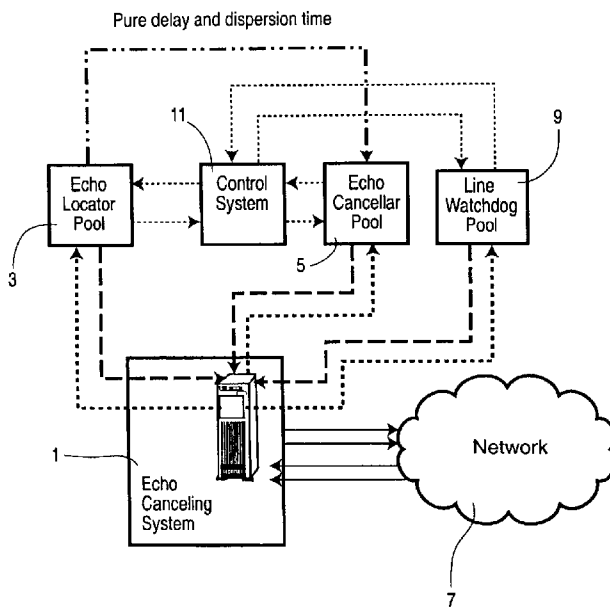 Pure delay and dispersion time
11
9
Echo
Locator
Pool
Control
System
Echo
Cancellar
Pool
Line
Watchdog
Pool
3
5
1
Echo
Canceling
System
Network
7